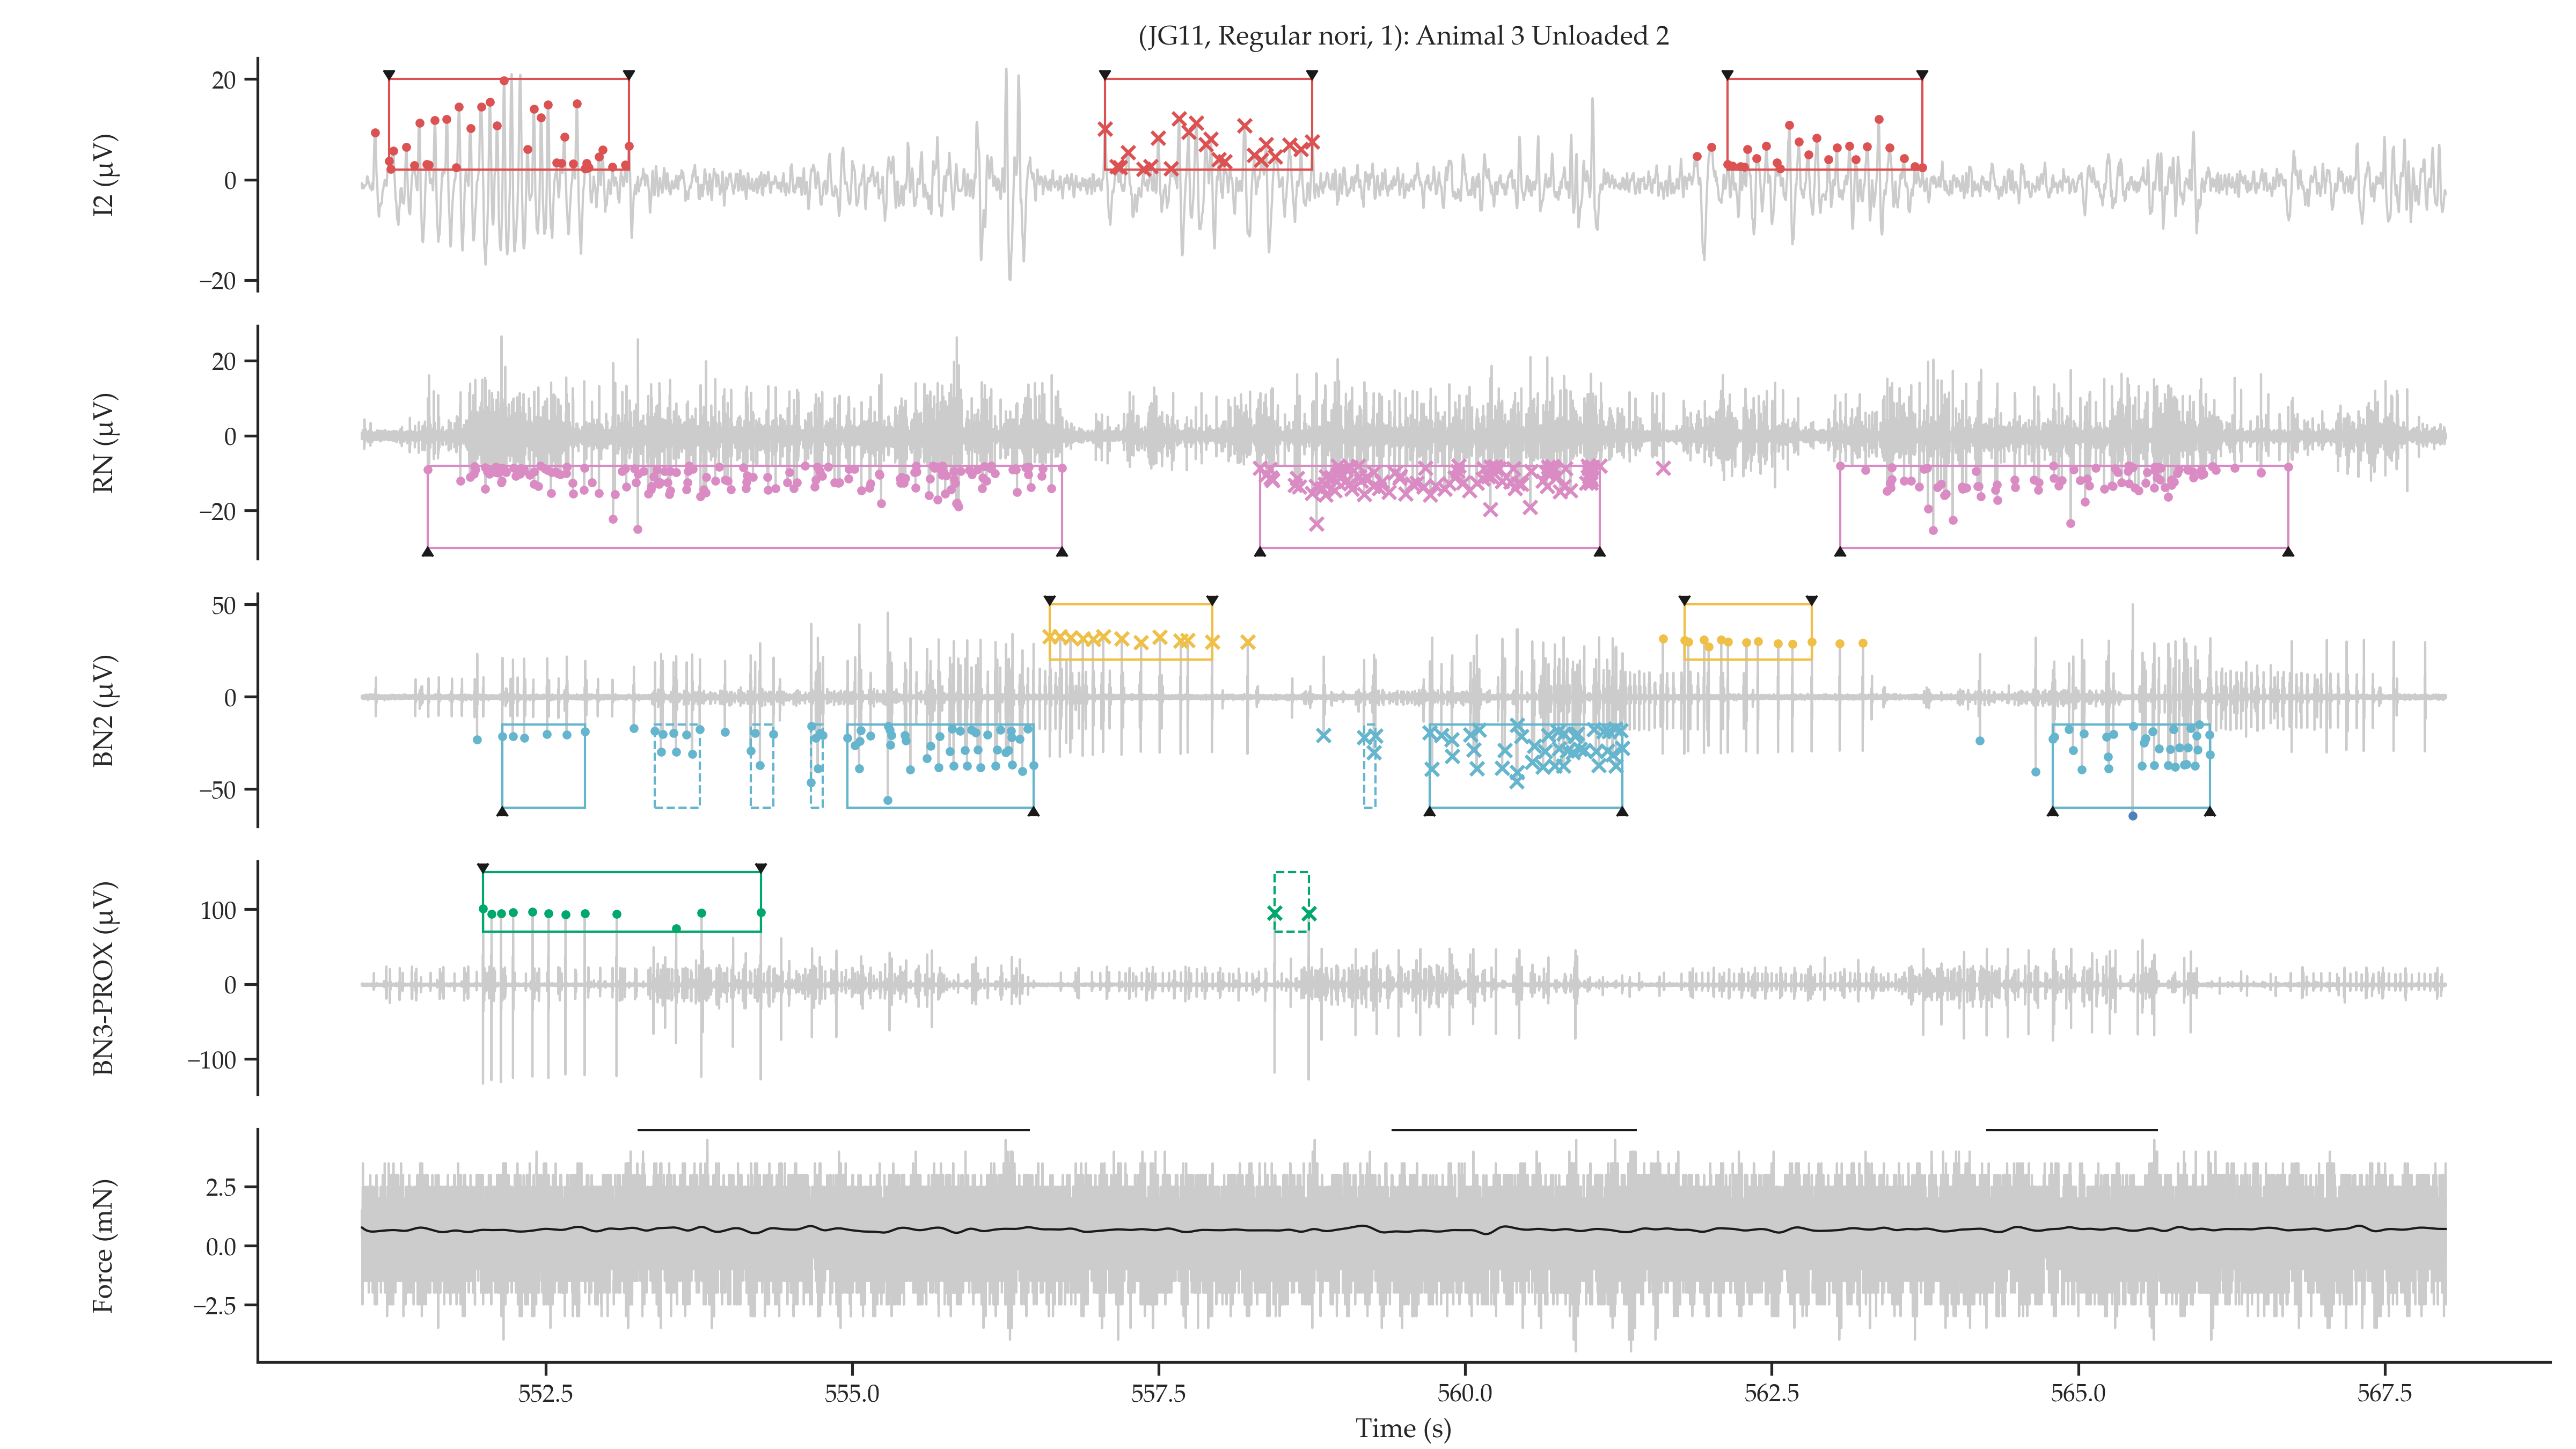 (JG11, Regular nori, 1): Animal 3 Unloaded 2
I2 (µV)
20
0
−20
RN (µV)
20
0
−20
BN2 (µV)
50
0
−50
BN3-PROX (µV)
100
0
−100
Force (mN)
2.5
0.0
−2.5
552.5 555.0 557.5 560.0 562.5 565.0 567.5
Time (s)